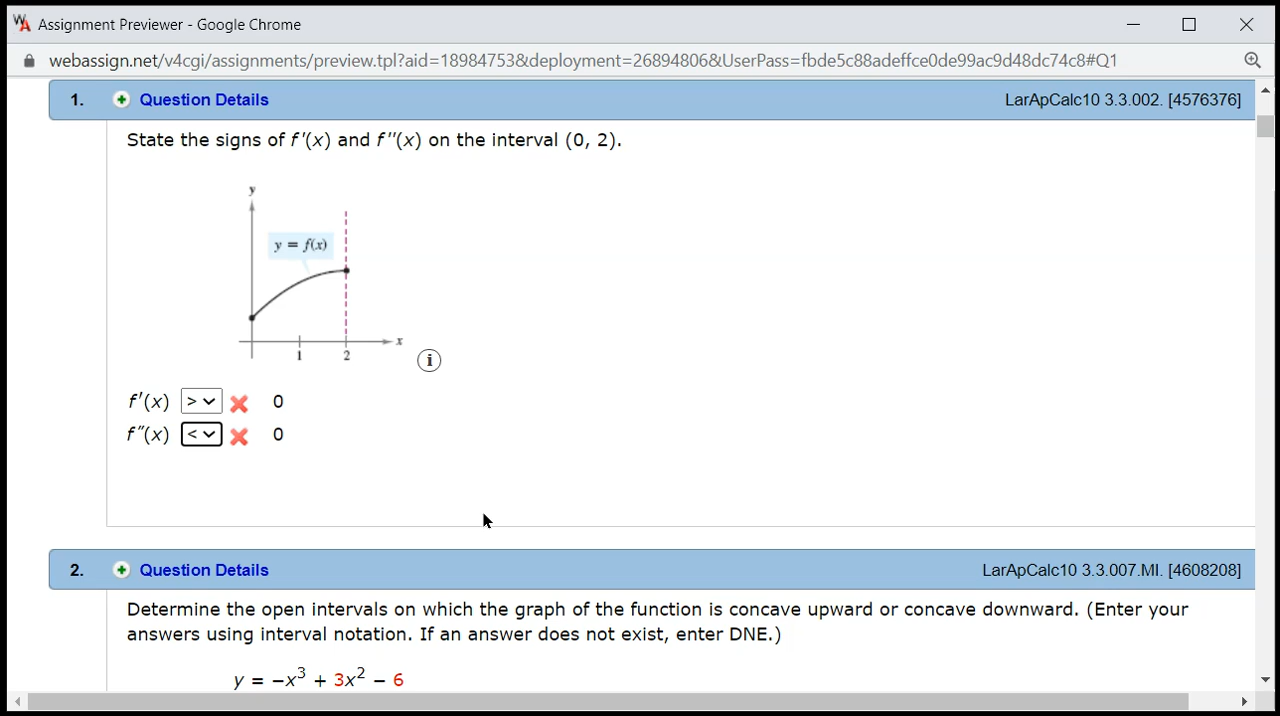 Assignment Previewer - Google Chrome
webassign.net/v4cgi/assignments/preview.tpl?aid=18984753&deployment=26894806&UserPass=fbde5c88adeffce0de99ac9d48dc74c8#Q1
1. Question Details LarApCalc10 3.3.002. [4576376]
State the signs of f'(x) and f''(x) on the interval (0, 2).
y
y = f(x)
x
1 2
i
f'(x) > 0
f''(x) < 0
2. Question Details LarApCalc10 3.3.007.MI. [4608208]
Determine the open intervals on which the graph of the function is concave upward or concave downward. (Enter your
answers using interval notation. If an answer does not exist, enter DNE.)
y = −x³ + 3x² − 6